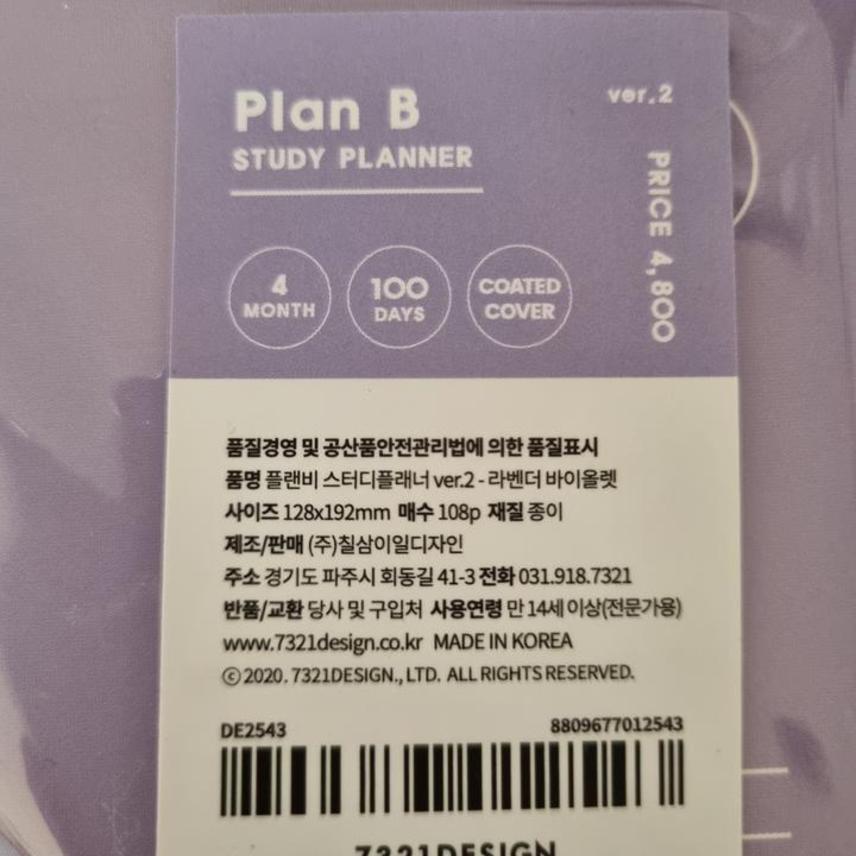 Plan B
ver.2
STUDY PLANNER
PRICE 4,800
4
MONTH
100
DAYS
COATED
COVER
품질경영 및 공산품안전관리법에 의한 품질표시
품명 플랜비 스터디플래너 ver.2 - 라벤더 바이올렛
사이즈 128x192mm 매수 108p 재질 종이
제조/판매 (주)칠삼이일디자인
주소 경기도 파주시 회동길 41-3 전화 031.918.7321
반품/교환 당사 및 구입처 사용연령 만 14세 이상(전문가용)
www.7321design.co.kr MADE IN KOREA
ⓒ 2020. 7321DESIGN., LTD. ALL RIGHTS RESERVED.
DE2543 8809677012543
7321DESIGN